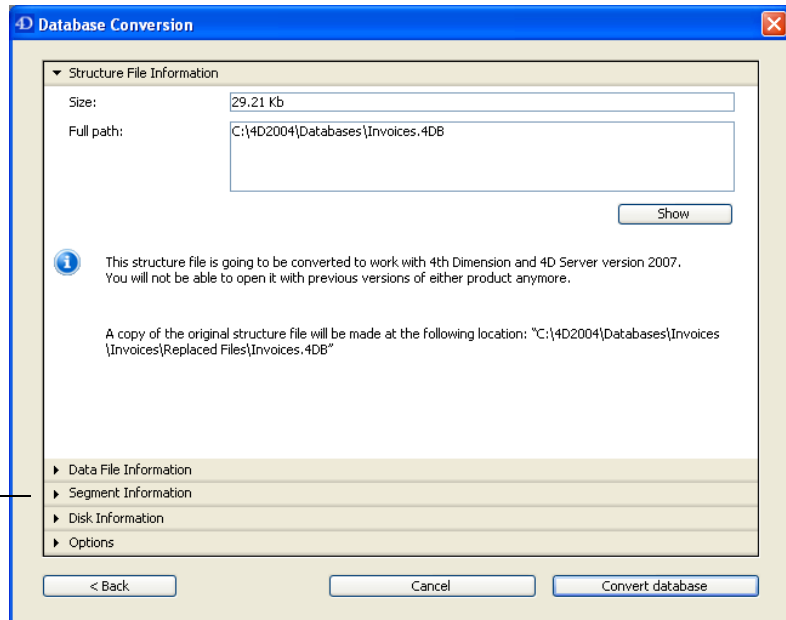 4D Database Conversion
Structure File Information
Size:
29.21 Kb
Full path:
C:\4D2004\Databases\Invoices.4DB
Show
This structure file is going to be converted to work with 4th Dimension and 4D Server version 2007.
You will not be able to open it with previous versions of either product anymore.
A copy of the original structure file will be made at the following location: "C:\4D2004\Databases\Invoices
\Invoices\Replaced Files\Invoices.4DB"
Data File Information
Segment Information
Disk Information
Options
< Back
Cancel
Convert database